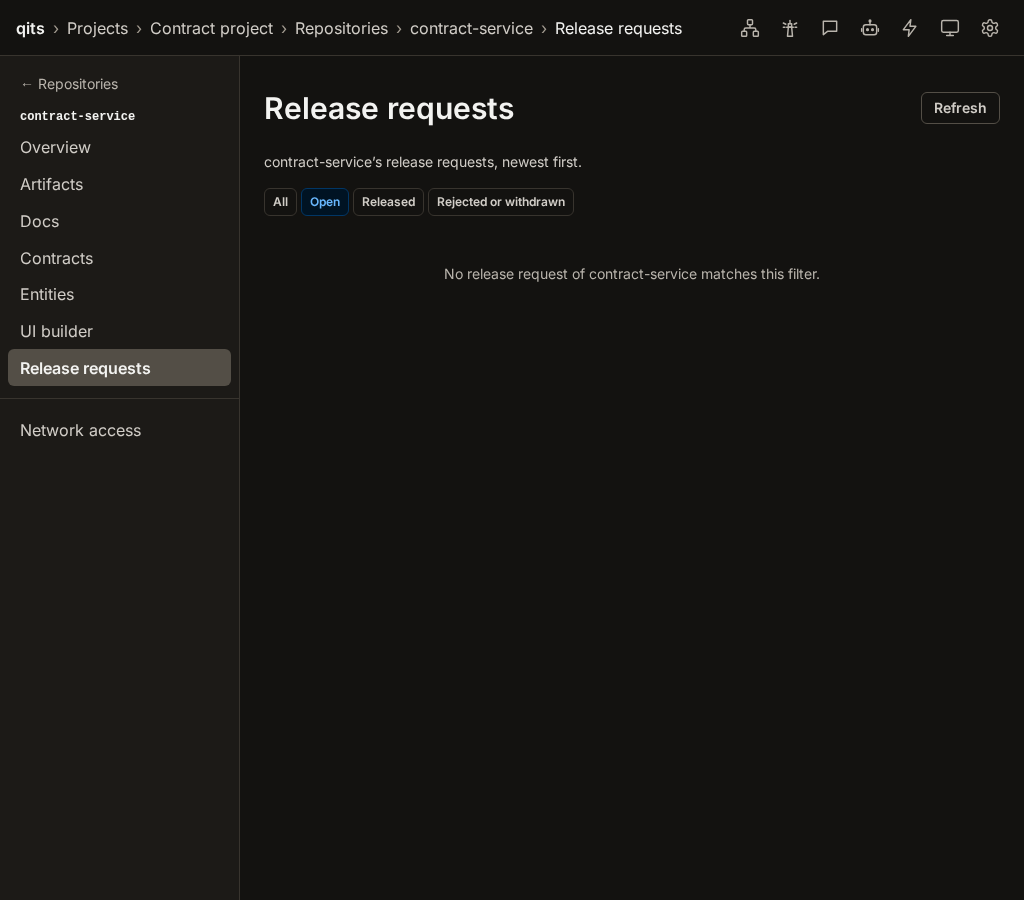 qits › Projects › Contract project › Repositories › contract-service › Release requests
← Repositories
contract-service
Overview
Artifacts
Docs
Contracts
Entities
UI builder
Release requests
Network access
Release requests
Refresh
contract-service’s release requests, newest first.
All Open Released Rejected or withdrawn
No release request of contract-service matches this filter.